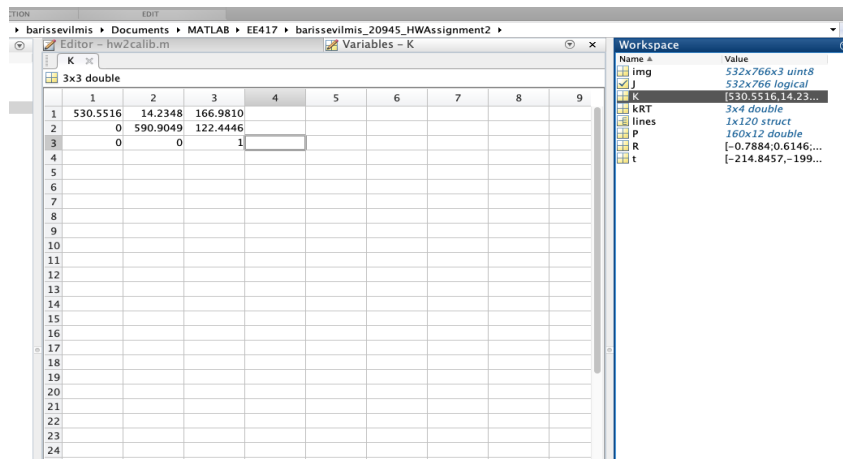 CTION EDIT
▸ barissevilmis ▸ Documents ▸ MATLAB ▸ EE417 ▸ barissevilmis_20945_HWAssignment2 ▸
Editor – hw2calib.m Variables – K Workspace
K Name Value
3x3 double
img 532x766x3 uint8
J 532x766 logical
K [530.5516,14.23...
kRT 3x4 double
lines 1x120 struct
P 160x12 double
R [-0.7884;0.6146;...
t [-214.8457,-199...
1 2 3 4 5 6 7 8 9
1 530.5516 14.2348 166.9810
2 0 590.9049 122.4446
3 0 0 1
4
5
6
7
8
9
10
11
12
13
14
15
16
17
18
19
20
21
22
23
24